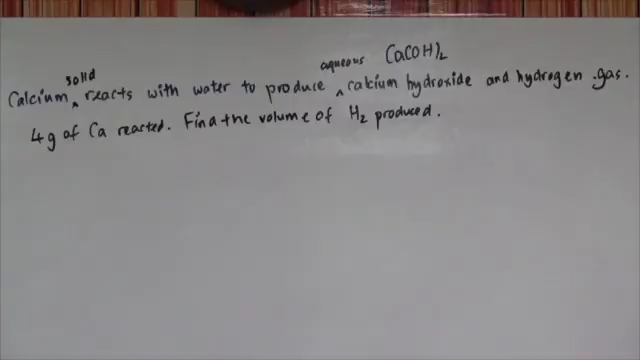 Calcium solid reacts with water to produce aqueous calcium hydroxide Ca(OH)2 and hydrogen gas.
4g of Ca reacted. Find the volume of H2 produced.